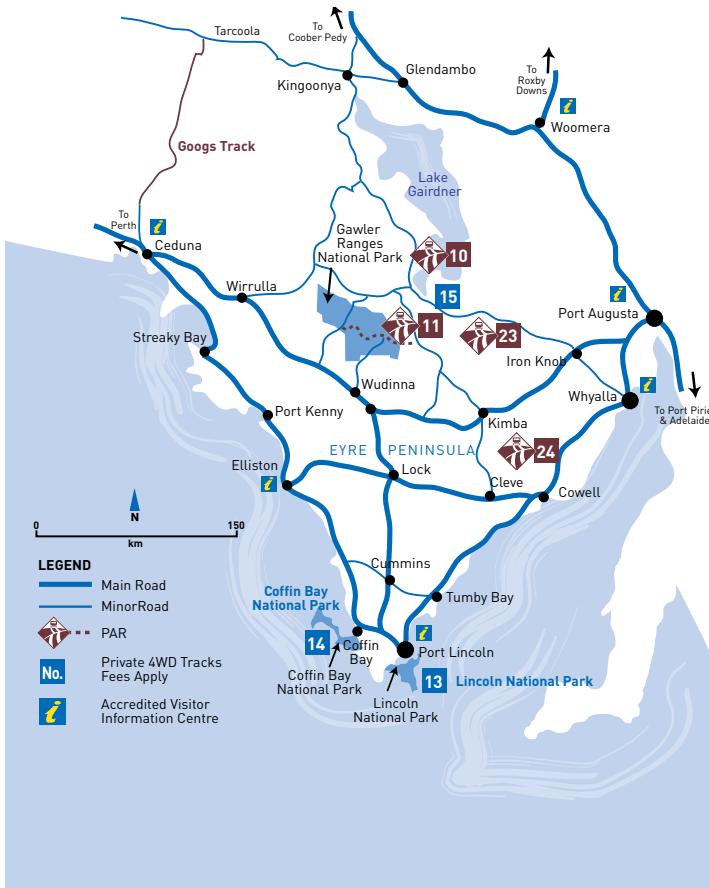 Tarcoola
To
Coober Pedy
Glendambo
Kingoonya
To
Roxby
Downs
i
Woomera
Googs Track
Lake
Gairdner
To
Perth
i
Ceduna
Gawler
Ranges
National Park
10
Wirrulla
15
i
Port Augusta
11
23
Streaky Bay
Iron Knob
Wudinna
i
Whyalla
To Port Pirie
& Adelaide
Port Kenny
Kimba
EYRE PENINSULA
24
Elliston
i
Lock
Cleve
Cowell
N
0 150
km
LEGEND
Main Road
MinorRoad
PAR
No.
Private 4WD Tracks
Fees Apply
i
Accredited Visitor
Information Centre
Cummins
Coffin Bay
National Park
Tumby Bay
14
Coffin
Bay
i
Port Lincoln
Coffin Bay
National Park
13
Lincoln National Park
Lincoln
National Park